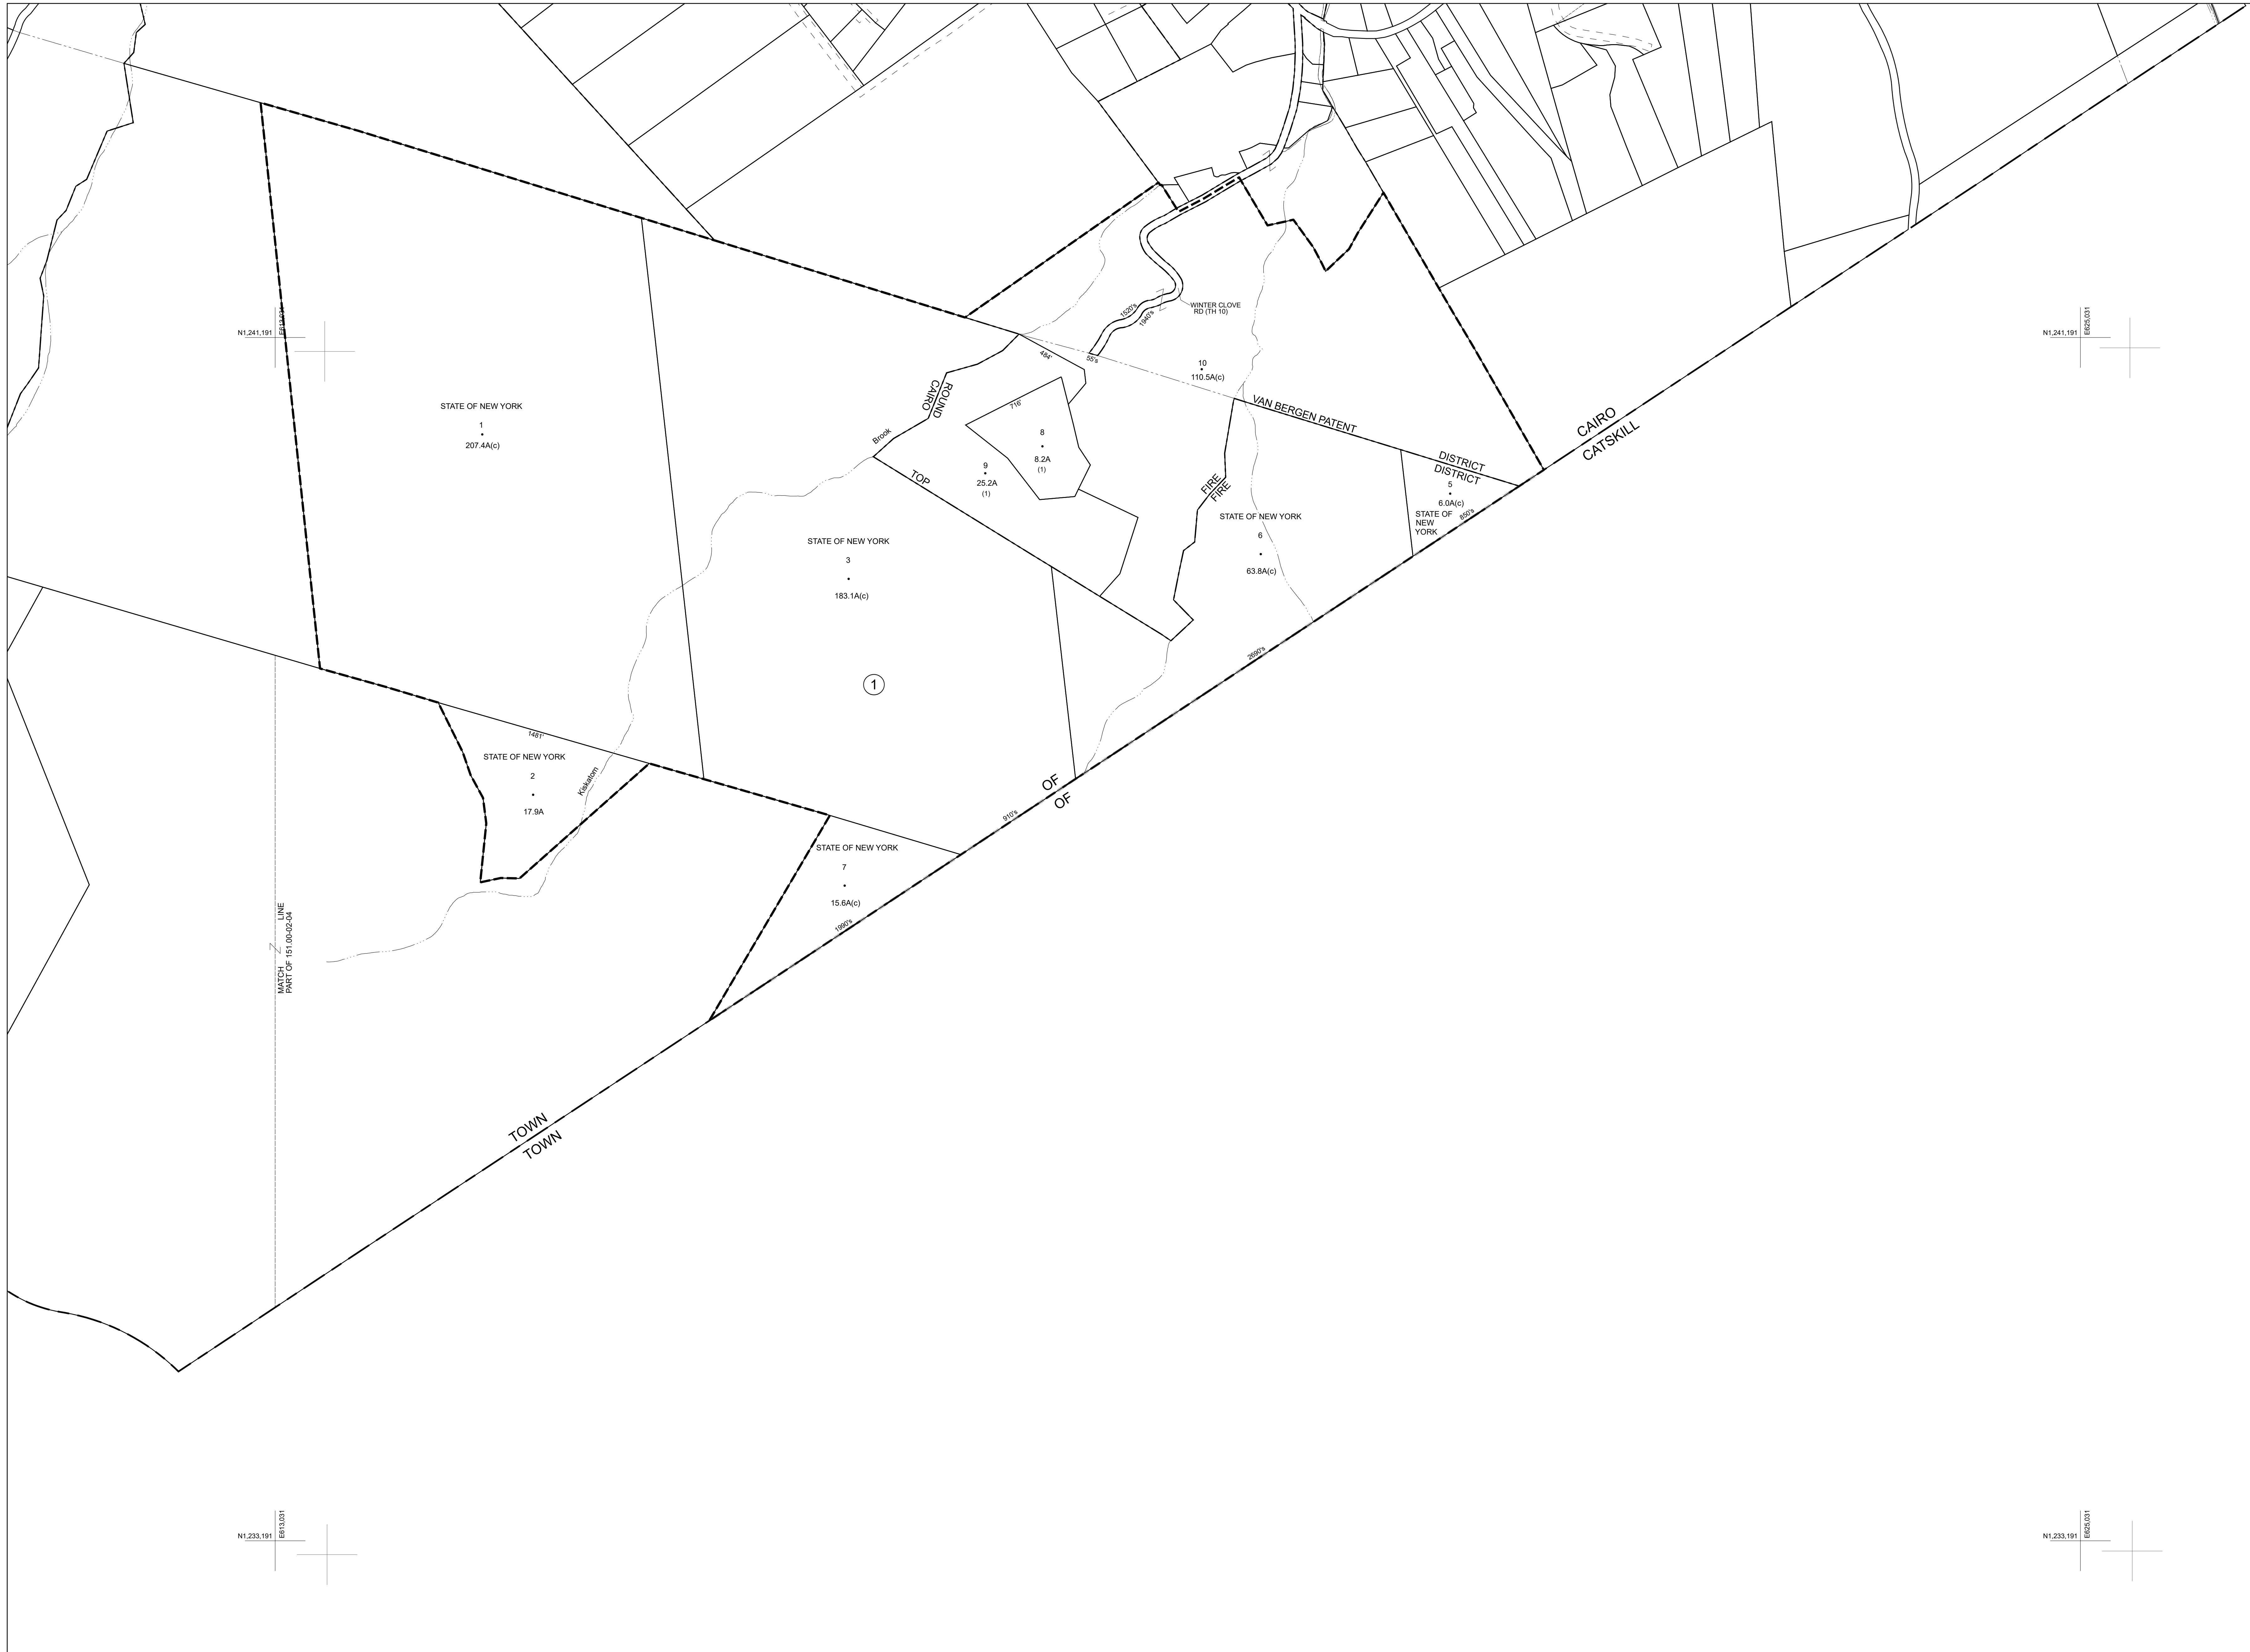 N1,241,191
E613,031
N1,241,191
E625,031
WINTER CLOVE
RD (TH 10)
1520's
1940's
484'
55's
10
110.5A(c)
STATE OF NEW YORK
1
207.4A(c)
ROUND
CAIRO
716'
VAN BERGEN PATENT
CAIRO
CATSKILL
Brook
8
8.2A
(1)
9
25.2A
(1)
TOP
DISTRICT
DISTRICT
FIRE
FIRE
5
6.0A(c)
STATE OF
NEW
YORK
850's
STATE OF NEW YORK
6
63.8A(c)
STATE OF NEW YORK
3
183.1A(c)
2690's
1
1481'
STATE OF NEW YORK
2
17.9A
Kiskatom
OF
OF
910's
STATE OF NEW YORK
7
15.6A(c)
1990's
MATCH LINE
PART OF 151.00-02-04
TOWN
TOWN
N1,233,191
E613,031
N1,233,191
E625,031